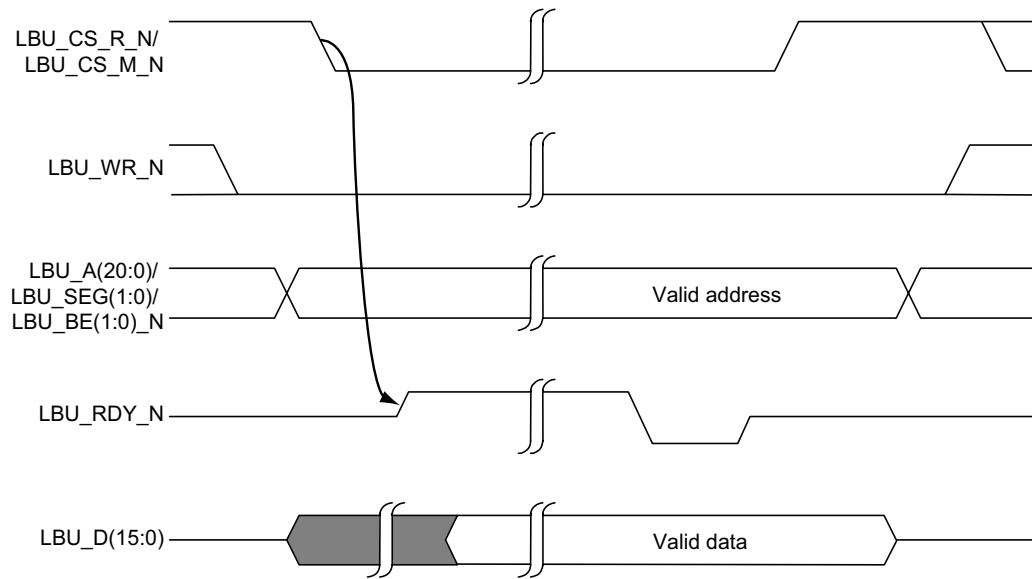 LBU_CS_R_N/
LBU_CS_M_N
LBU_WR_N
LBU_A(20:0)/
LBU_SEG(1:0)/
LBU_BE(1:0)_N
Valid address
LBU_RDY_N
LBU_D(15:0)
Valid data